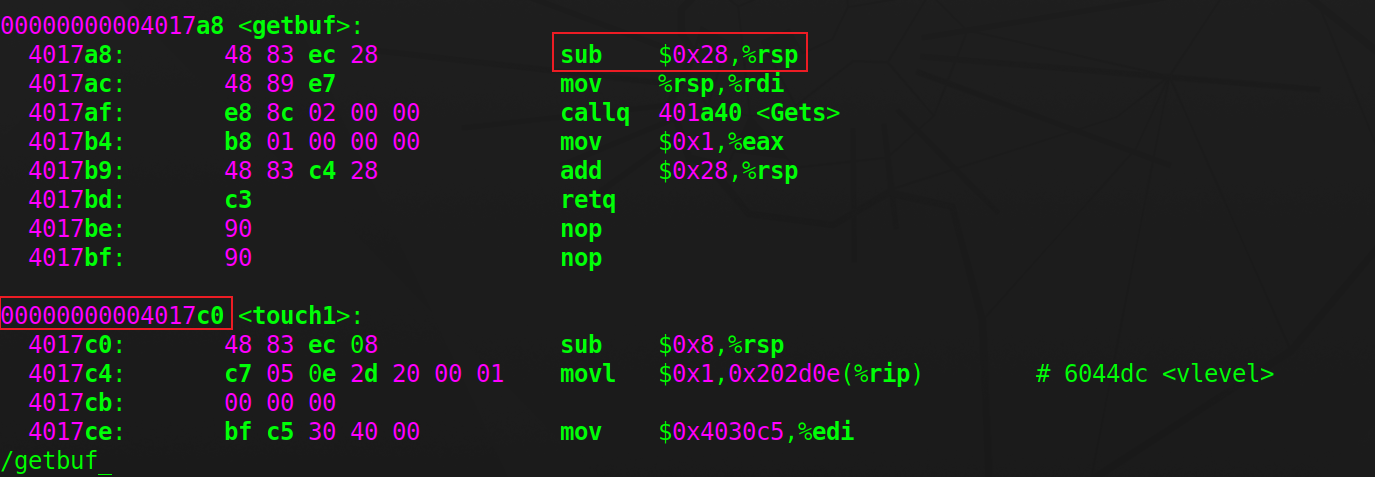 00000000004017a8 <getbuf>:
4017a8: 48 83 ec 28 sub $0x28,%rsp
4017ac: 48 89 e7 mov %rsp,%rdi
4017af: e8 8c 02 00 00 callq 401a40 <Gets>
4017b4: b8 01 00 00 00 mov $0x1,%eax
4017b9: 48 83 c4 28 add $0x28,%rsp
4017bd: c3 retq
4017be: 90 nop
4017bf: 90 nop
00000000004017c0 <touch1>:
4017c0: 48 83 ec 08 sub $0x8,%rsp
4017c4: c7 05 0e 2d 20 00 01 movl $0x1,0x202d0e(%rip) # 6044dc <vlevel>
4017cb: 00 00 00
4017ce: bf c5 30 40 00 mov $0x4030c5,%edi
/getbuf_